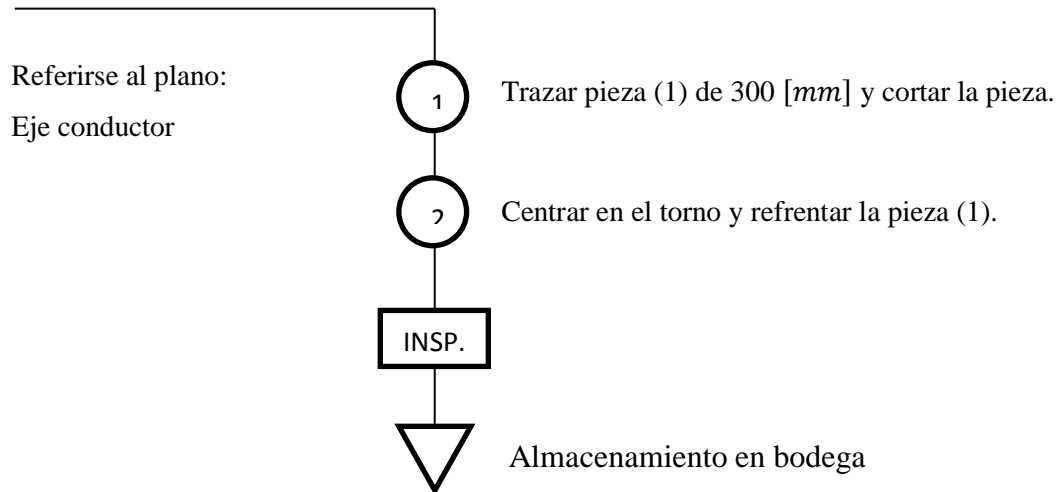 Referirse al plano:
Eje conductor
1
Trazar pieza (1) de 300 [mm] y cortar la pieza.
2
Centrar en el torno y refrentar la pieza (1).
INSP.
Almacenamiento en bodega